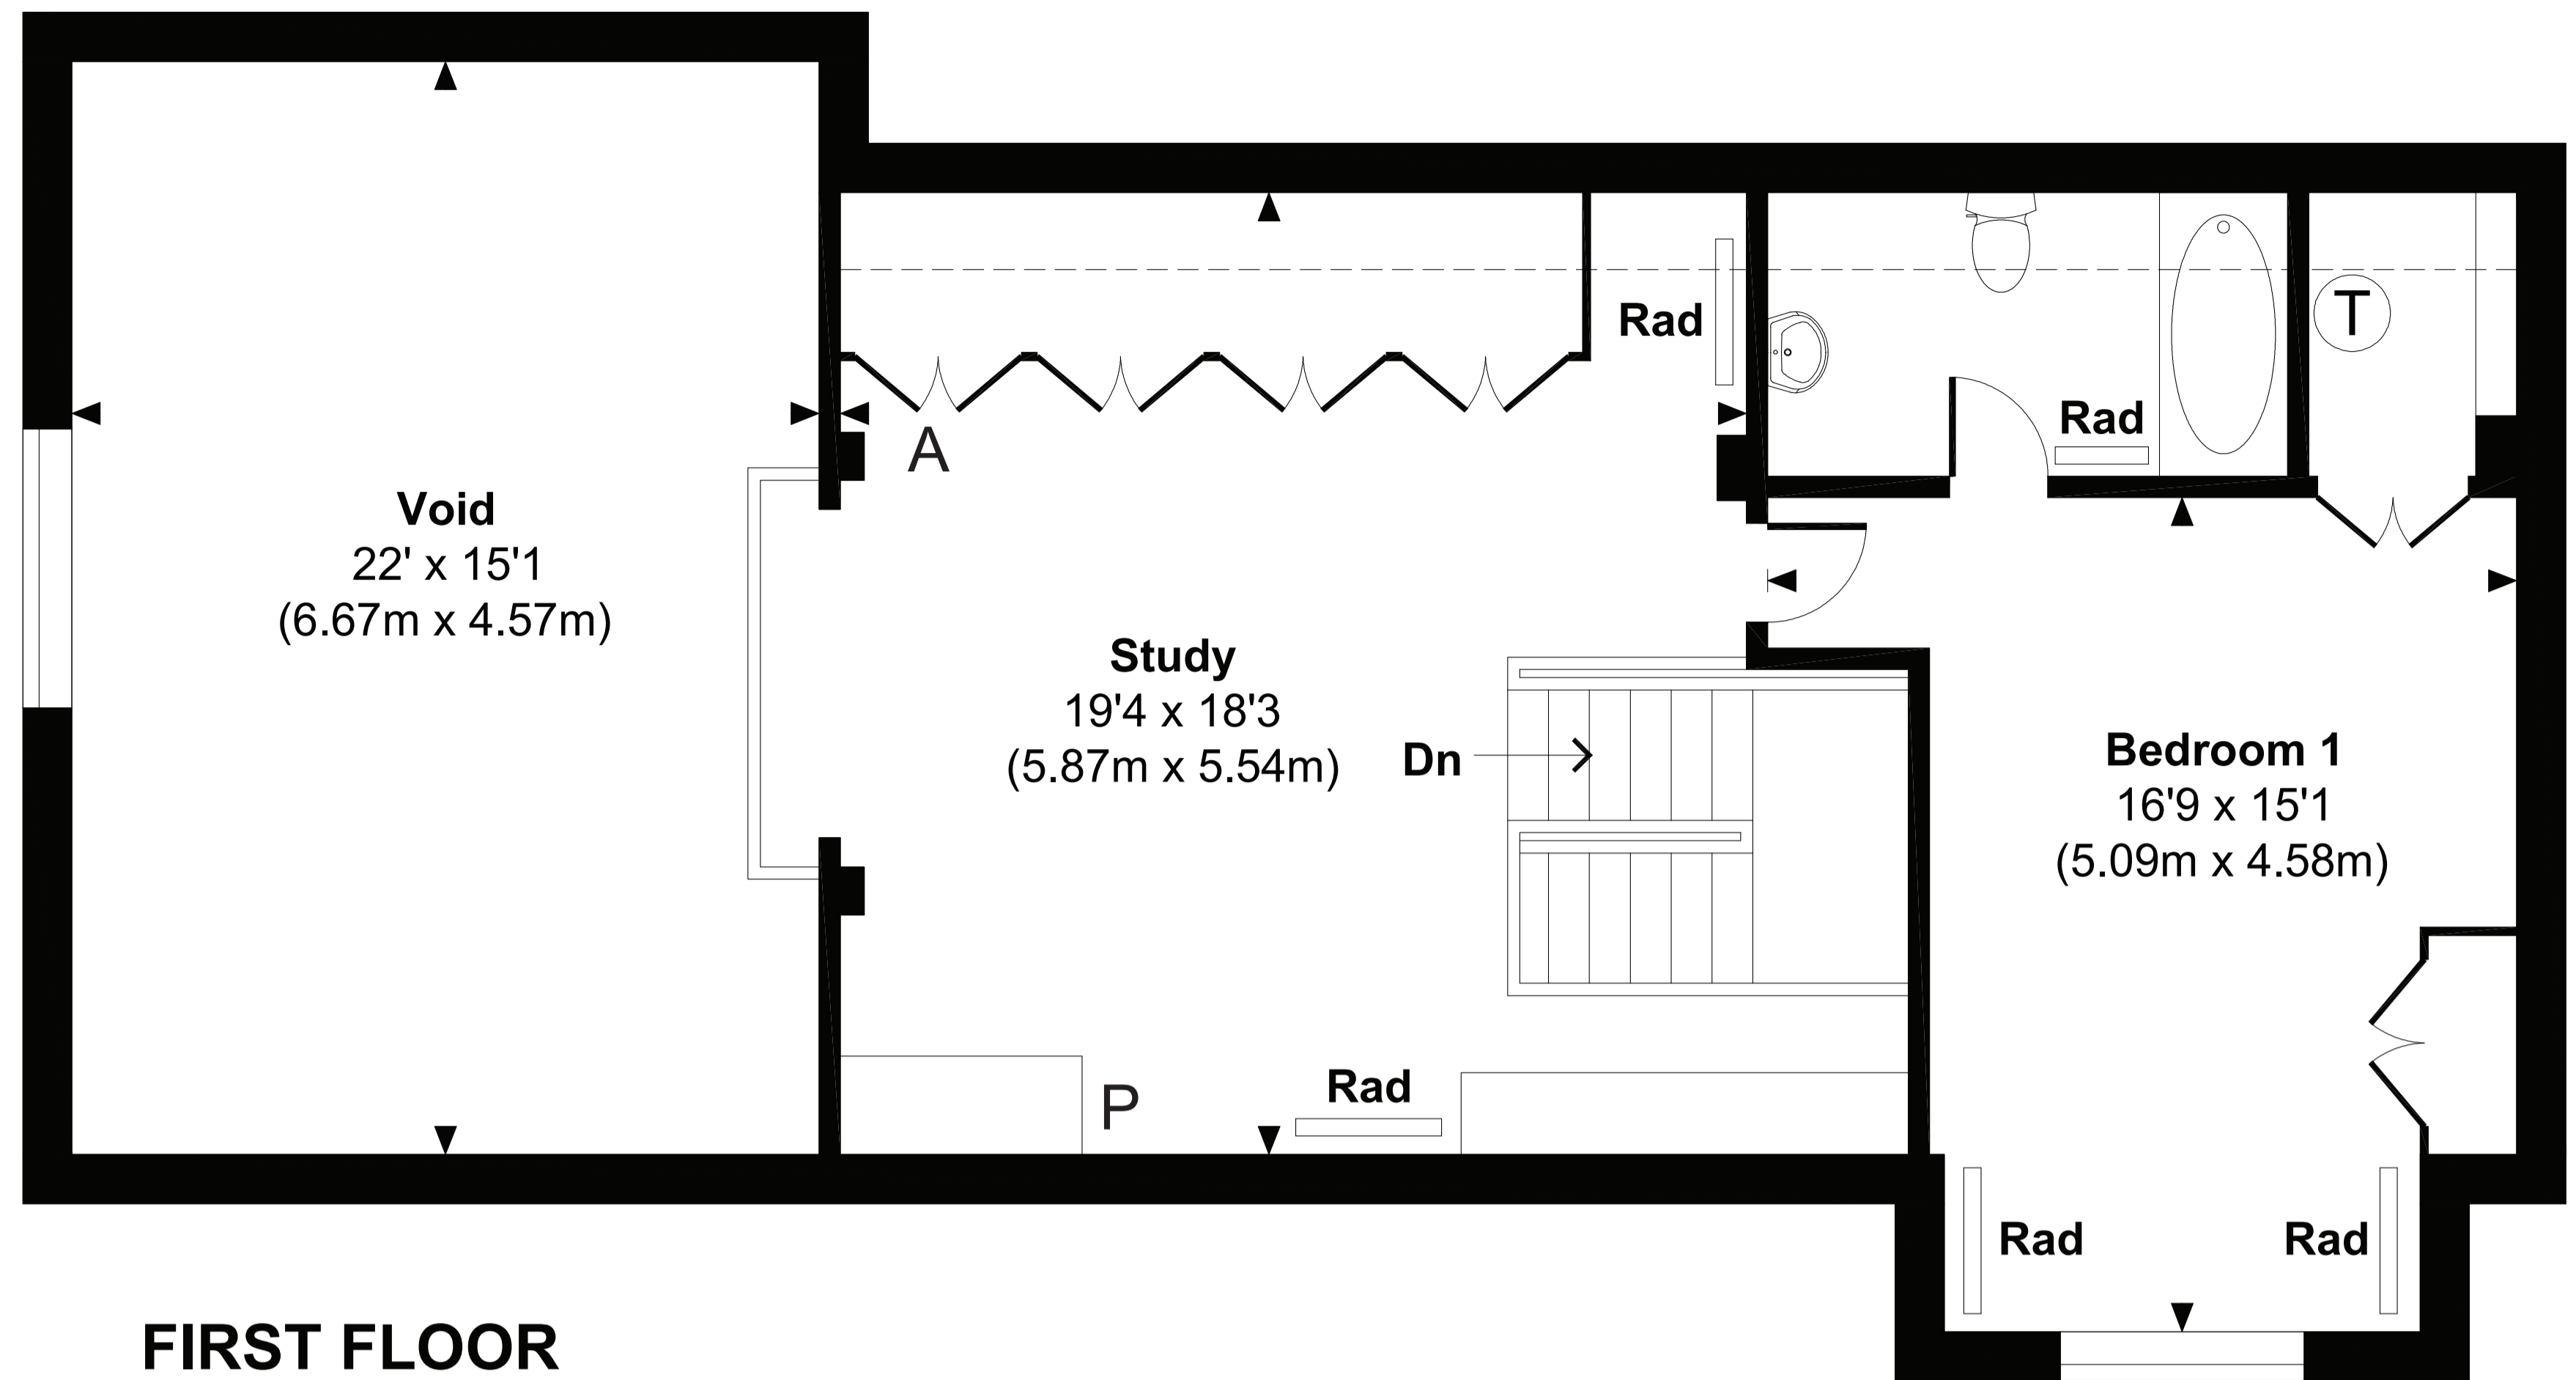 Rad
T
Rad
A
Void
22' x 15'1
(6.67m x 4.57m)
Study
19'4 x 18'3
(5.87m x 5.54m)
Dn
Bedroom 1
16'9 x 15'1
(5.09m x 4.58m)
P
Rad
Rad
Rad
FIRST FLOOR